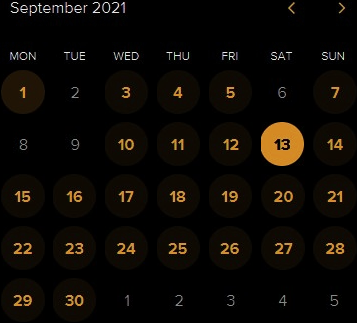 September 2021
MON TUE WED THU FRI SAT SUN
1 2 3 4 5 6 7
8 9 10 11 12 13 14
15 16 17 18 19 20 21
22 23 24 25 26 27 28
29 30 1 2 3 4 5